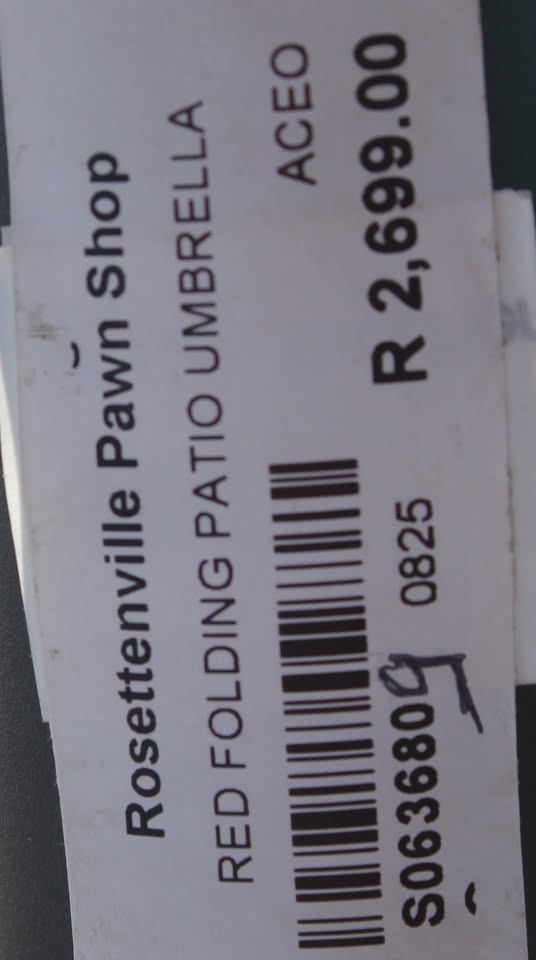 Rosettenville Pawn Shop
RED FOLDING PATIO UMBRELLA
ACEO
S0636809 0825
R 2,699.00